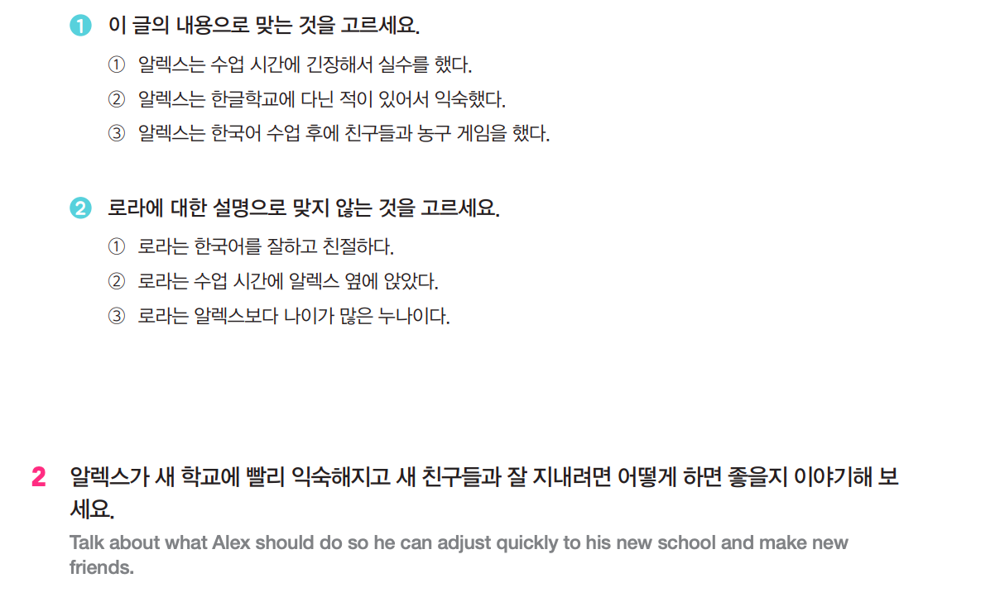 1 이 글의 내용으로 맞는 것을 고르세요.
① 알렉스는 수업 시간에 긴장해서 실수를 했다.
② 알렉스는 한글학교에 다닌 적이 있어서 익숙했다.
③ 알렉스는 한국어 수업 후에 친구들과 농구 게임을 했다.
2 로라에 대한 설명으로 맞지 않는 것을 고르세요.
① 로라는 한국어를 잘하고 친절하다.
② 로라는 수업 시간에 알렉스 옆에 앉았다.
③ 로라는 알렉스보다 나이가 많은 누나이다.
2 알렉스가 새 학교에 빨리 익숙해지고 새 친구들과 잘 지내려면 어떻게 하면 좋을지 이야기해 보
세요.
Talk about what Alex should do so he can adjust quickly to his new school and make new
friends.